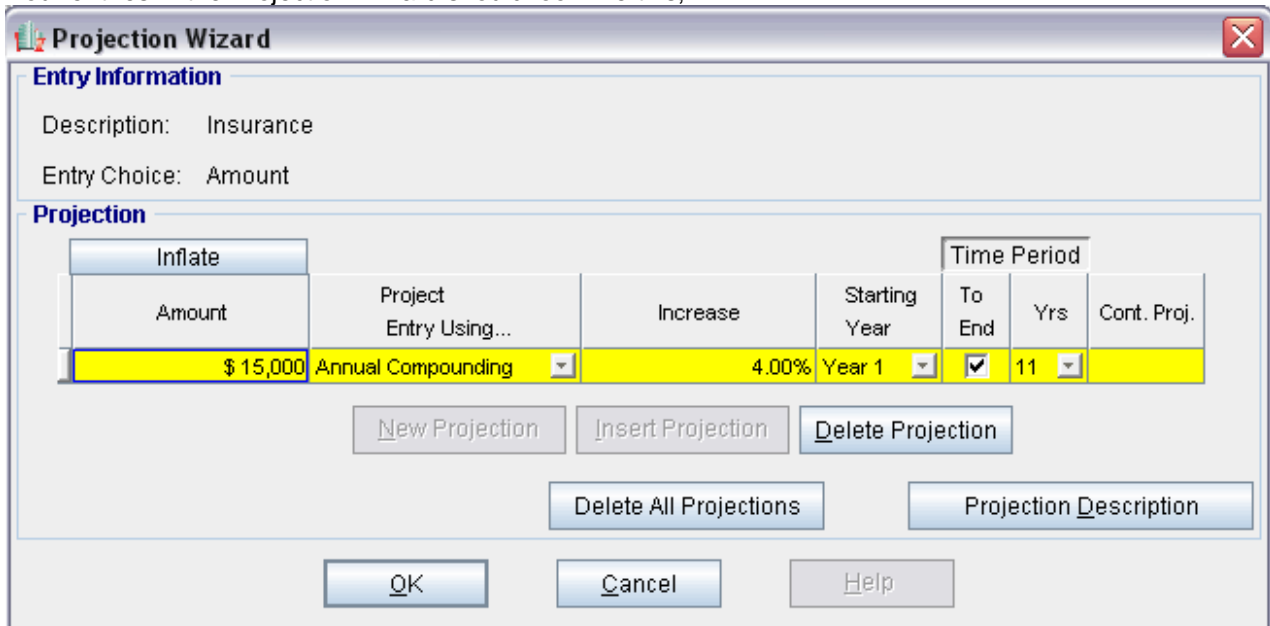 Projection Wizard
Entry Information
Description: Insurance
Entry Choice: Amount
Projection
Inflate
Time Period
Amount
Project
Entry Using...
Increase
Starting
Year
To
End
Yrs
Cont. Proj.
$ 15,000 Annual Compounding 4.00% Year 1 11
New Projection Insert Projection Delete Projection
Delete All Projections Projection Description
OK Cancel Help